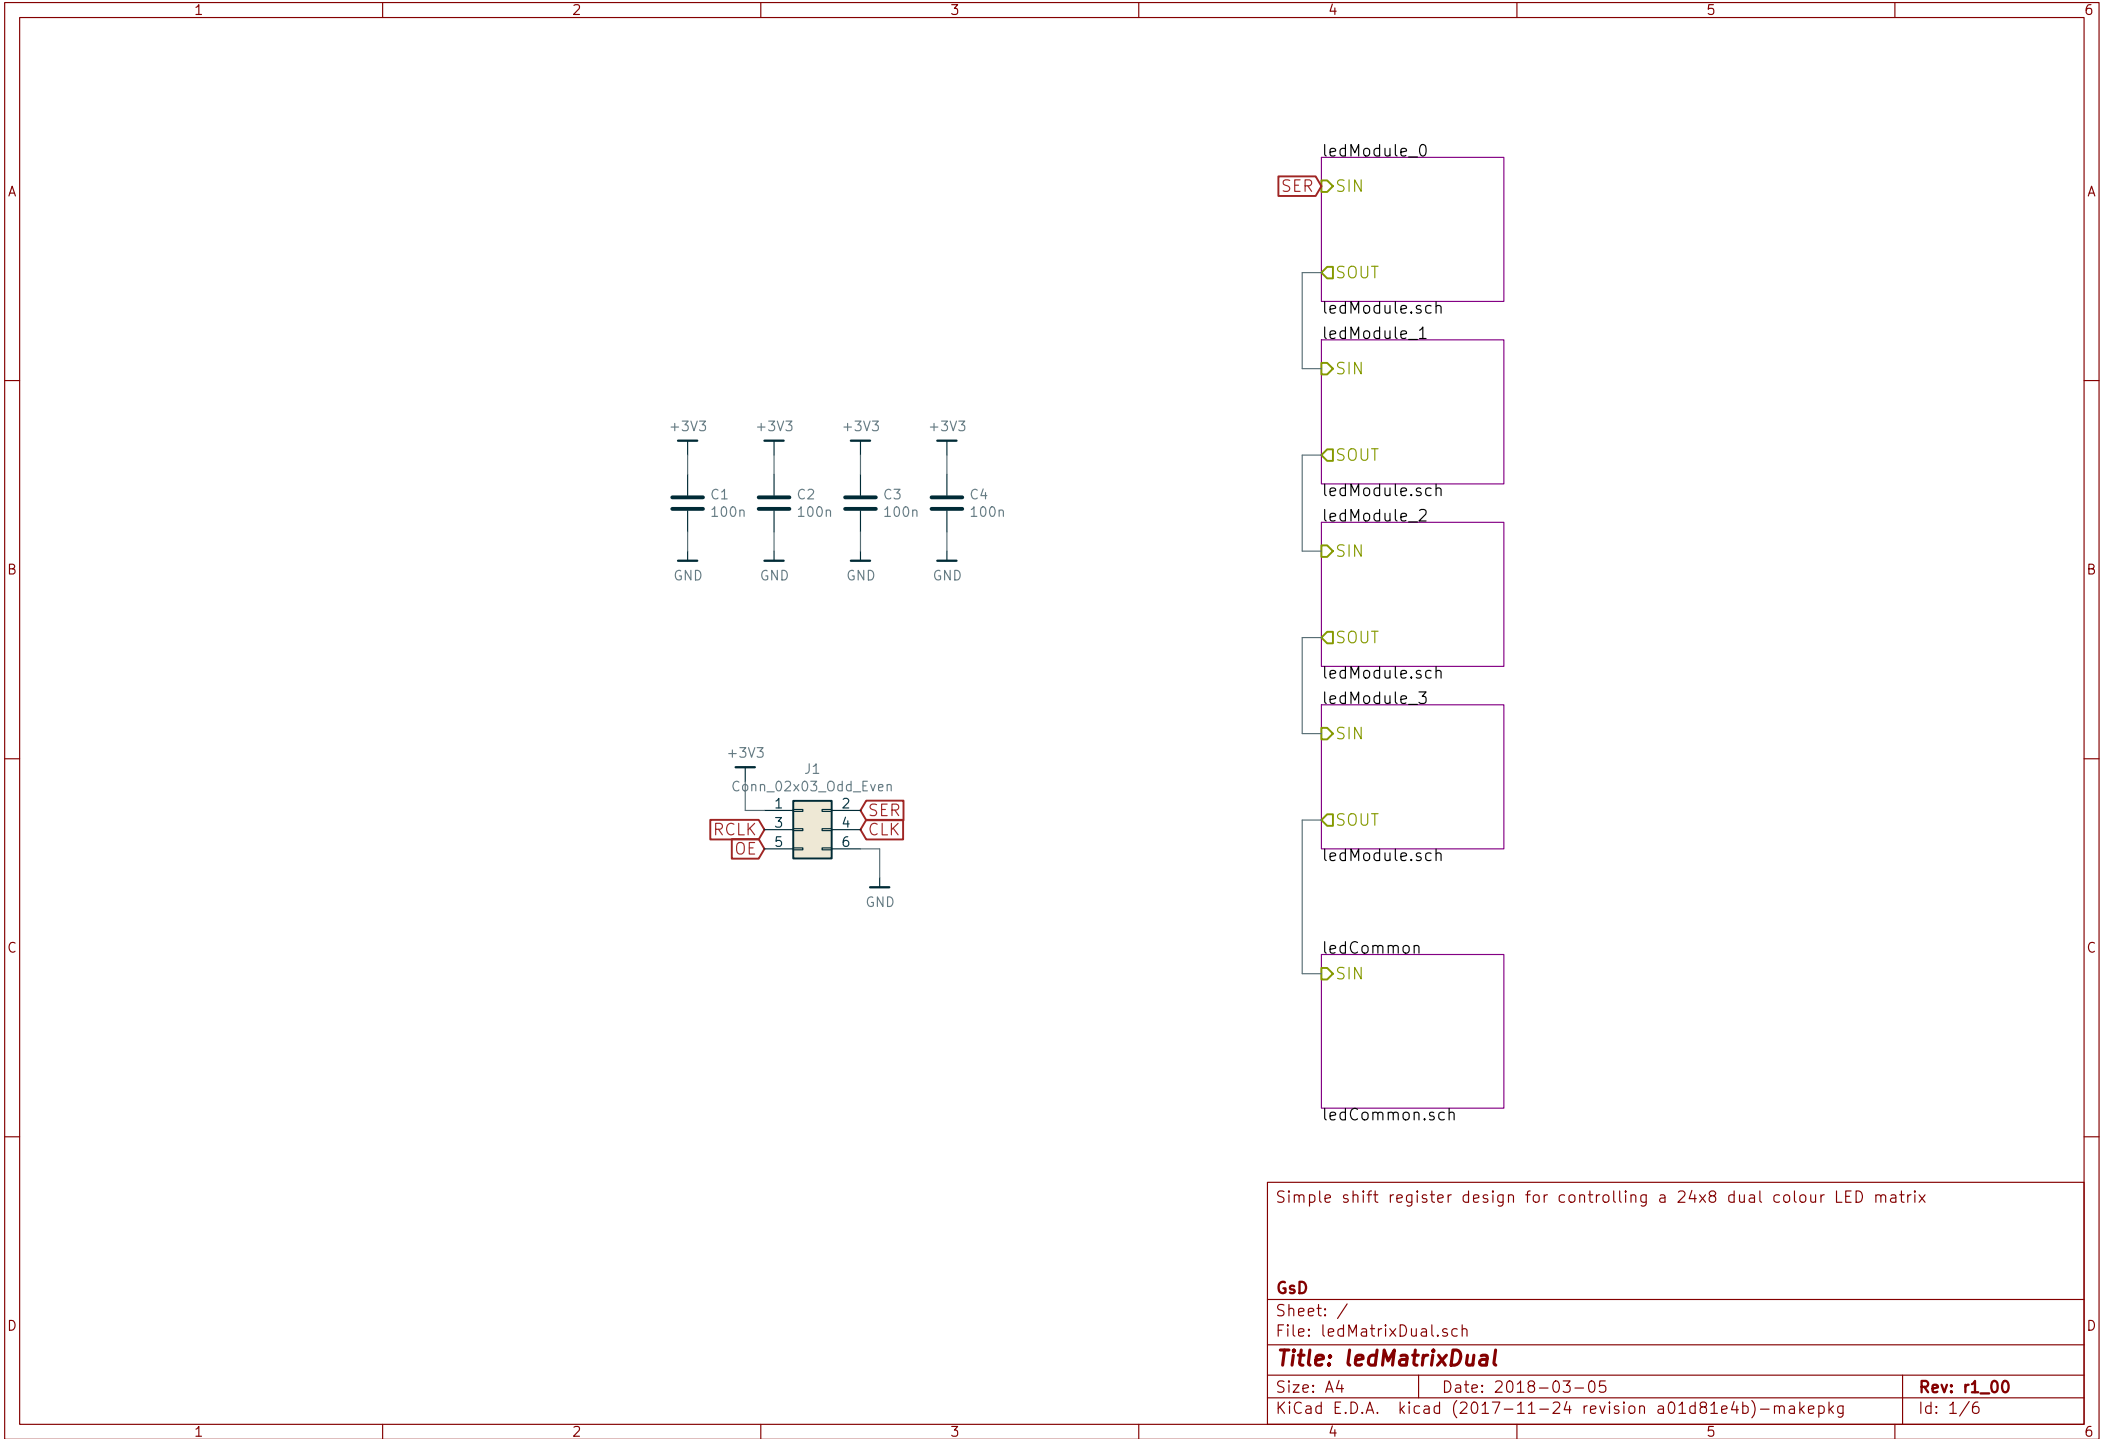 1 2 3 4 5 6
A A
B B
C C
D D
ledModule_0
SER SIN
SOUT
ledModule.sch
ledModule_1
SIN
SOUT
ledModule.sch
ledModule_2
SIN
SOUT
ledModule.sch
ledModule_3
SIN
SOUT
ledModule.sch
ledCommon
SIN
ledCommon.sch
+3V3 +3V3 +3V3 +3V3
C1 C2 C3 C4
100n 100n 100n 100n
GND GND GND GND
+3V3
J1
Conn_02x03_Odd_Even
1 2 SER
RCLK 3 4 CLK
OE 5 6
GND
Simple shift register design for controlling a 24x8 dual colour LED matrix
GsD
Sheet: /
File: ledMatrixDual.sch
Title: ledMatrixDual
Size: A4 Date: 2018-03-05 Rev: r1_00
KiCad E.D.A. kicad (2017-11-24 revision a01d81e4b)-makepkg Id: 1/6
1 2 3 4 5 6